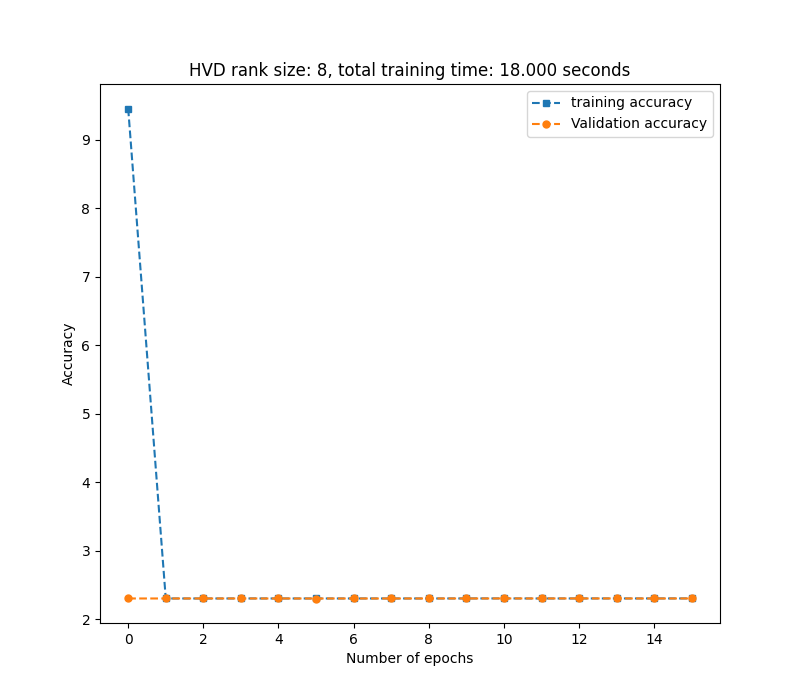 HVD rank size: 8, total training time: 18.000 seconds
training accuracy
Validation accuracy
9
8
7
6
5
4
3
2
Accuracy
0 2 4 6 8 10 12 14
Number of epochs